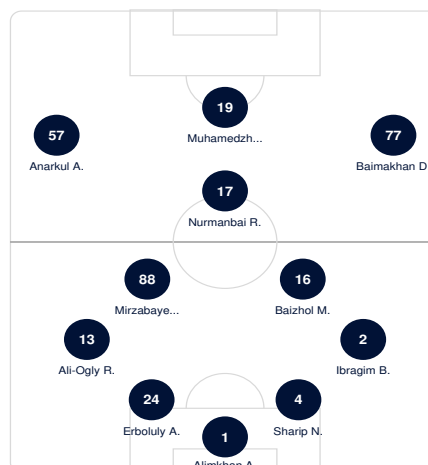 19
Muhamedzh...
57
Anarkul A.
77
Baimakhan D
17
Nurmanbai R.
88
Mirzabaye...
16
Baizhol M.
13
Ali-Ogly R.
2
Ibragim B.
24
Erboluly A.
4
Sharip N.
1
Alimkhan A.